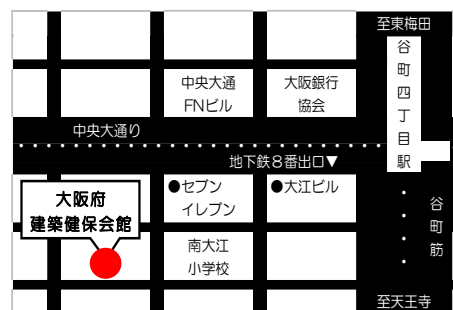 至東梅田
谷町四丁目駅
中央大通
FNビル
大阪銀行
協会
中央大通り
地下鉄8番出口▼
●セブン
イレブン
●大江ビル
谷町筋
大阪府
建築健保会館
南大江
小学校
至天王寺